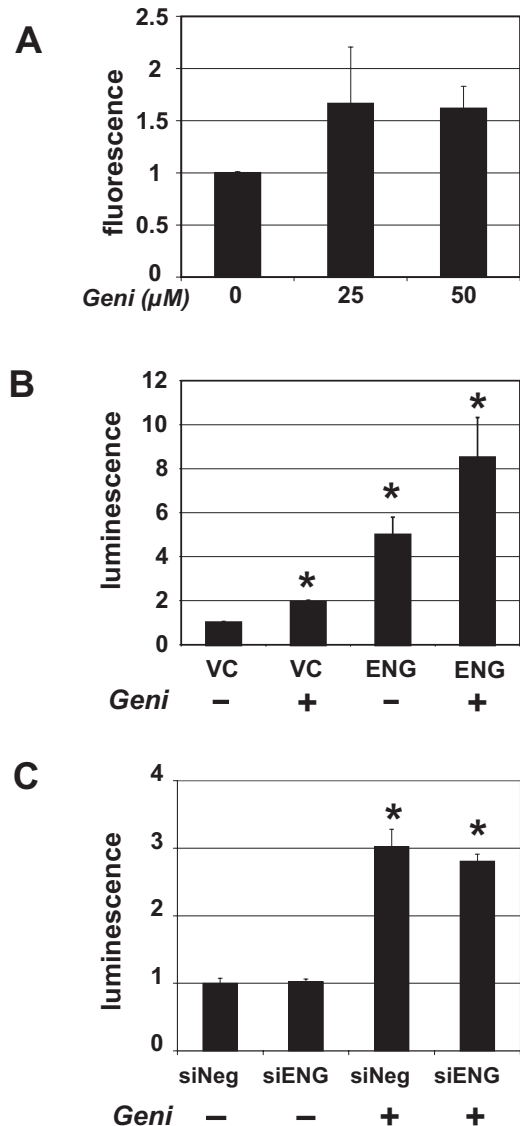 A
fluorescence
2.5
2
1.5
1
0.5
0
Geni (µM) 0 25 50
B
luminescence
12
10
8
6
4
2
0
* * *
VC VC ENG ENG
Geni – + – +
C
luminescence
4
3
2
1
0
* *
siNeg siENG siNeg siENG
Geni – – + +